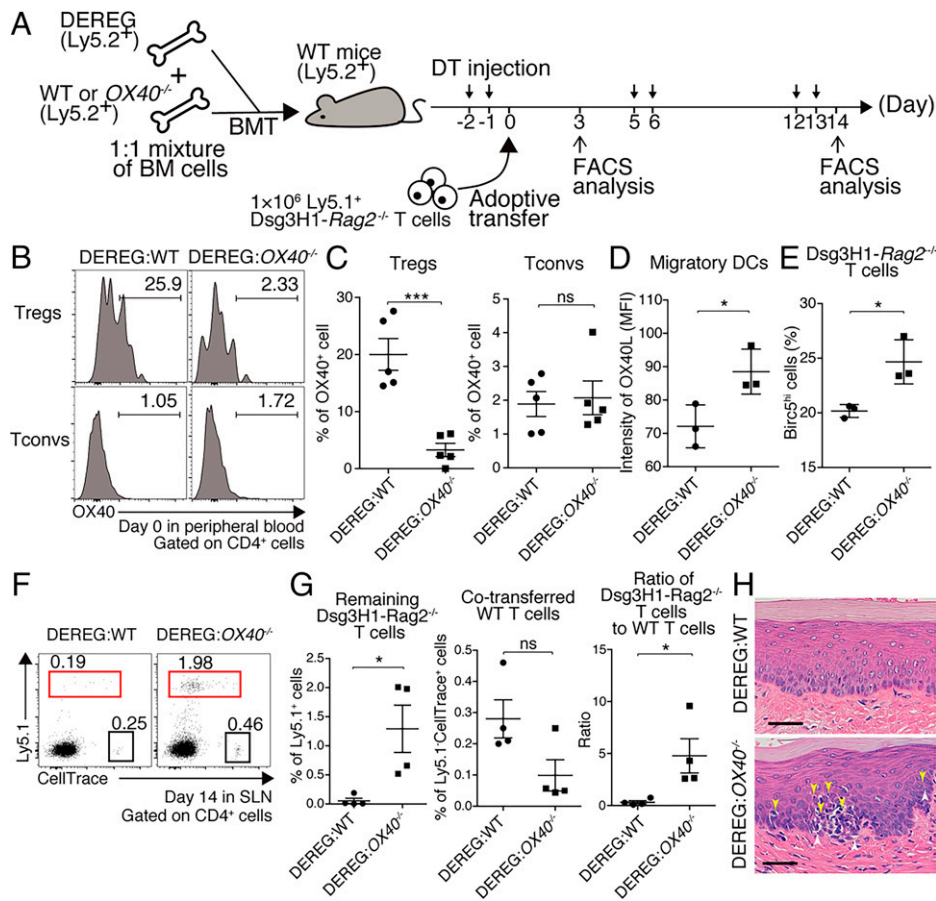 A
DEREG
(Ly5.2⁺)
+
WT or OX40⁻/⁻
(Ly5.2⁺)
1:1 mixture
of BM cells
BMT
WT mice
(Ly5.2⁺)
DT injection
-2 -1 0 3 5 6 12 13 14
(Day)
FACS
analysis
FACS
analysis
1×10⁶ Ly5.1⁺
Dsg3H1-Rag2⁻/⁻ T cells
Adoptive
transfer
B
DEREG:WT DEREG:OX40⁻/⁻
Tregs
25.9 2.33
Tconvs
1.05 1.72
OX40
Day 0 in peripheral blood
Gated on CD4⁺ cells
C
Tregs
% of OX40⁺ cell
30
20
10
0
***
DEREG:WT
DEREG:OX40⁻/⁻
Tconvs
% of OX40⁺ cell
5
4
3
2
1
0
ns
DEREG:WT
DEREG:OX40⁻/⁻
D
Migratory DCs
Intensity of OX40L (MFI)
110
100
90
80
70
60
*
DEREG:WT
DEREG:OX40⁻/⁻
E
Dsg3H1-Rag2⁻/⁻
T cells
Birc5ʰⁱ cells (%)
30
25
20
15
*
DEREG:WT
DEREG:OX40⁻/⁻
F
DEREG:WT DEREG:OX40⁻/⁻
0.19 1.98
0.25 0.46
Ly5.1
CellTrace
Day 14 in SLN
Gated on CD4⁺ cells
G
Remaining
Dsg3H1-Rag2⁻/⁻
T cells
% of Ly5.1⁺ cells
2.5
2.0
1.5
1.0
0.5
0.0
*
DEREG:WT
DEREG:OX40⁻/⁻
Co-transferred
WT T cells
% of Ly5.1⁻CellTrace⁺ cells
0.5
0.4
0.3
0.2
0.1
0.0
ns
DEREG:WT
DEREG:OX40⁻/⁻
Ratio of
Dsg3H1-Rag2⁻/⁻
T cells
to WT T cells
Ratio
15
10
5
0
*
DEREG:WT
DEREG:OX40⁻/⁻
H
DEREG:WT
DEREG:OX40⁻/⁻